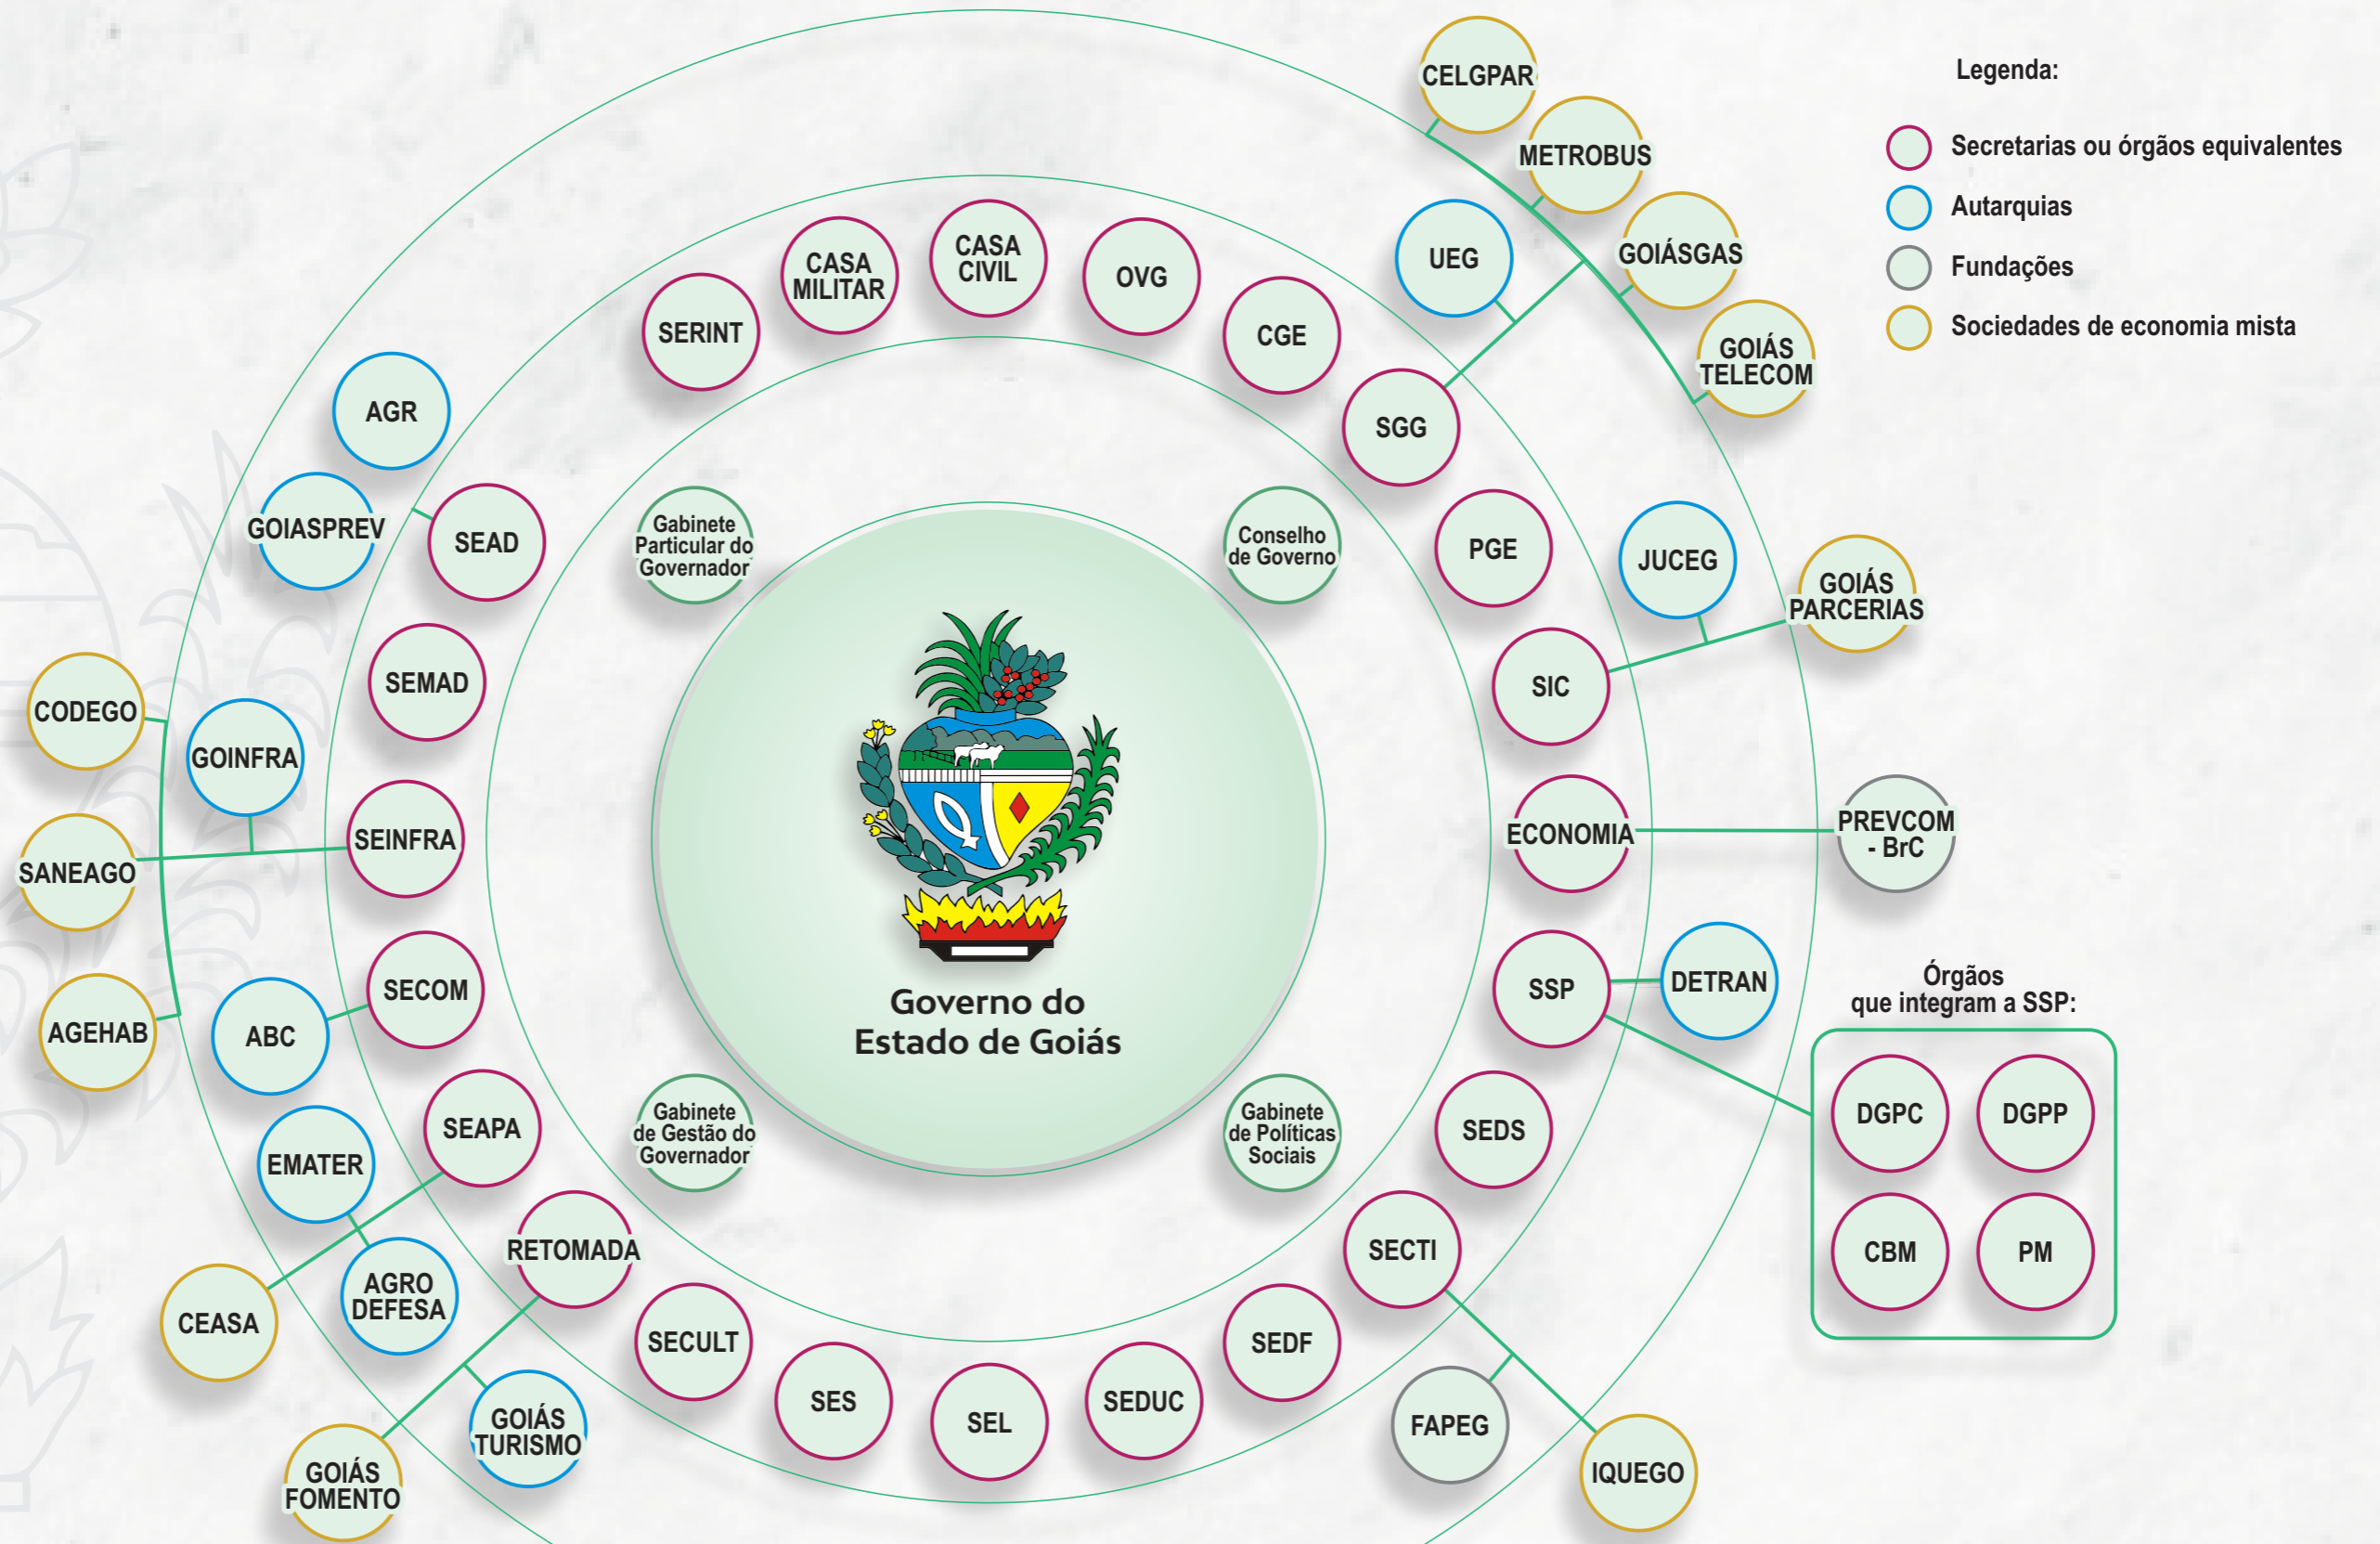 Legenda:
Secretarias ou órgãos equivalentes
Autarquias
Fundações
Sociedades de economia mista
CELGPAR
METROBUS
GOIÁSGAS
GOIÁS
TELECOM
UEG
CASA
CIVIL
CASA
MILITAR
OVG
SERINT
CGE
SGG
AGR
GOIASPREV
SEAD
Gabinete
Particular do
Governador
Conselho
de Governo
PGE
JUCEG
GOIÁS
PARCERIAS
SEMAD
SIC
CODEGO
GOINFRA
SEINFRA
ECONOMIA
PREVCOM
- BrC
SANEAGO
SECOM
SSP
DETRAN
Governo do
Estado de Goiás
AGEHAB
ABC
Órgãos
que integram a SSP:
DGPC
DGPP
CBM
PM
SEAPA
Gabinete
de Gestão do
Governador
Gabinete
de Políticas
Sociais
SEDS
EMATER
RETOMADA
SECTI
AGRO
DEFESA
CEASA
SECULT
SEDF
SES
SEL
SEDUC
GOIÁS
TURISMO
FAPEG
GOIÁS
FOMENTO
IQUEGO